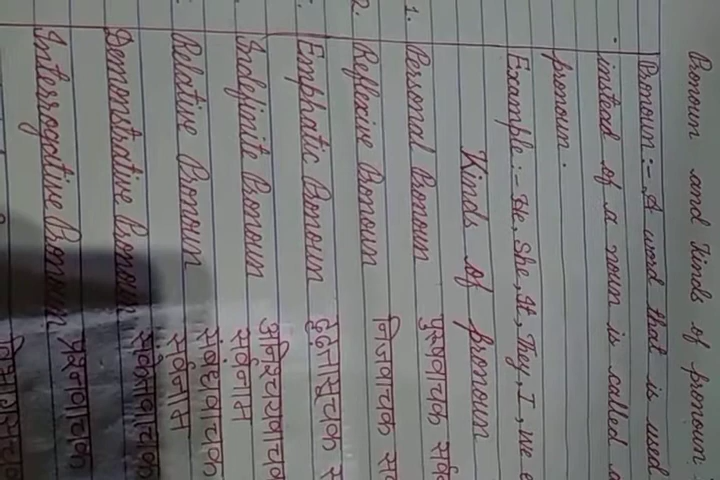 Pronoun and Kinds of pronoun :-
Pronoun :- A word that is used
instead of a noun is called a
pronoun.
Example :- He, She, It, They, I, We
Kinds of pronoun
1. Personal Pronoun पुरुषवाचक
2. Reflexive Pronoun निजवाचक
Emphatic Pronoun दृढ़तासूचक
Indefinite Pronoun अनिश्चयवाचक
सर्वनाम
Relative Pronoun संबंधवाचक
सर्वनाम
Demonstrative Pronoun संकेतवाचक
Interrogative Pronoun प्रश्नवाचक